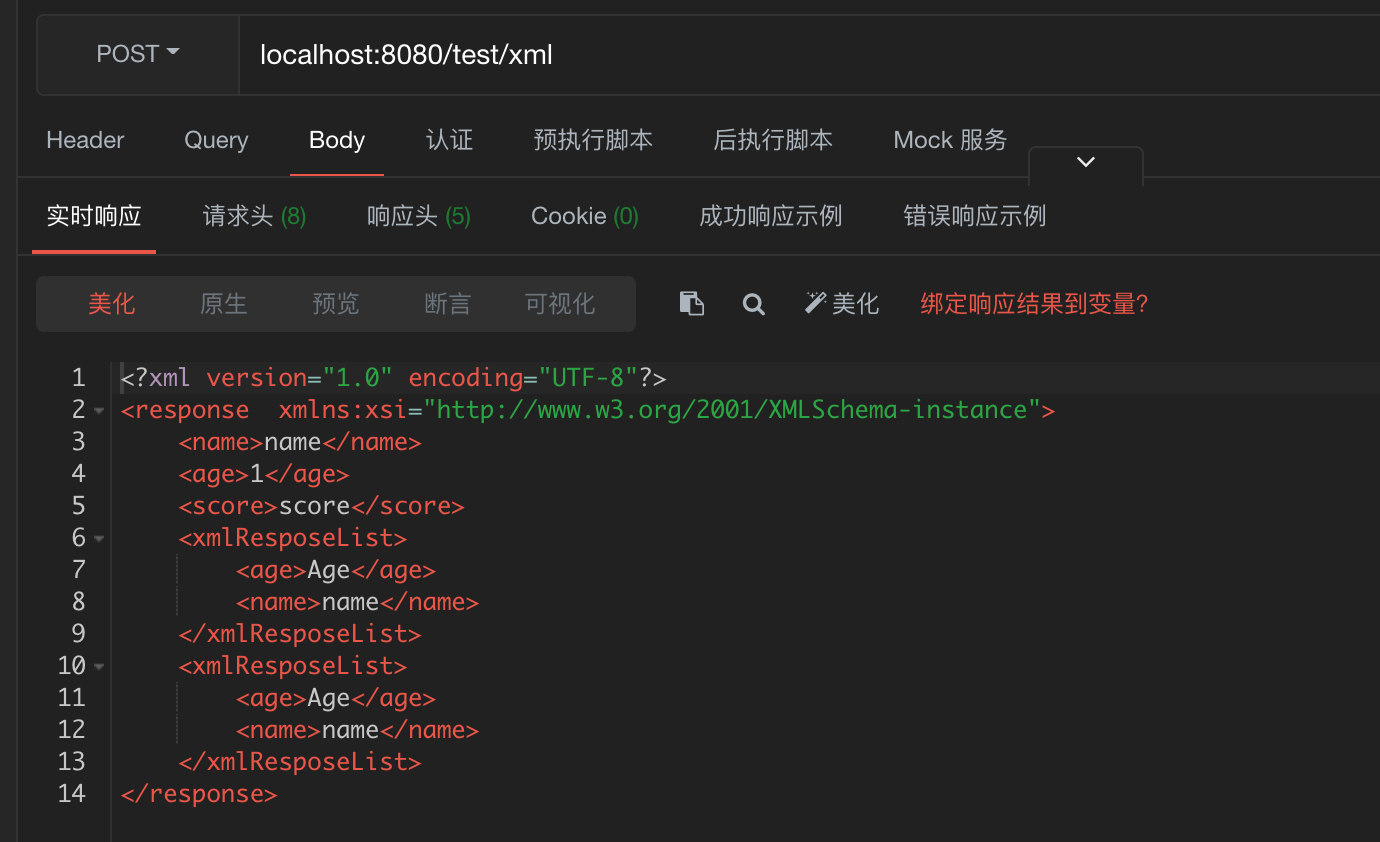 POST localhost:8080/test/xml
Header Query Body 认证 预执行脚本 后执行脚本 Mock 服务
实时响应 请求头 (8) 响应头 (5) Cookie (0) 成功响应示例 错误响应示例
美化 原生 预览 断言 可视化 美化 绑定响应结果到变量?
1 <?xml version="1.0" encoding="UTF-8"?>
2 <response  xmlns:xsi="http://www.w3.org/2001/XMLSchema-instance">
3     <name>name</name>
4     <age>1</age>
5     <score>score</score>
6     <xmlResposeList>
7         <age>Age</age>
8         <name>name</name>
9     </xmlResposeList>
10     <xmlResposeList>
11         <age>Age</age>
12         <name>name</name>
13     </xmlResposeList>
14 </response>